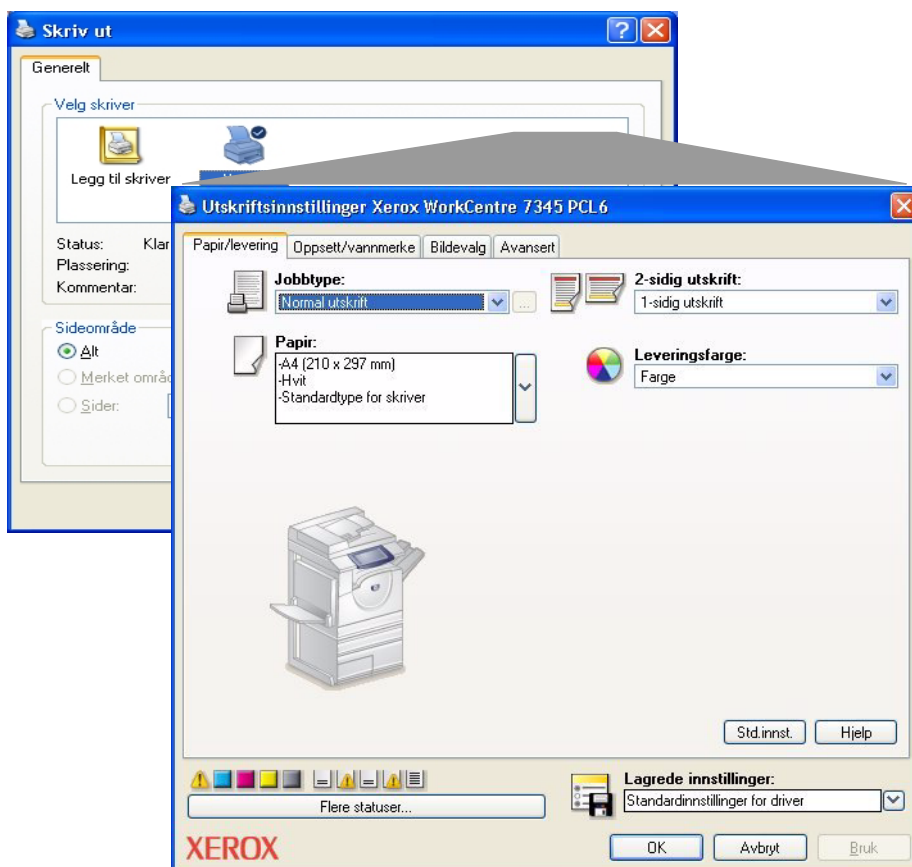 Skriv ut
Generelt
Velg skriver
Legg til skriver
Status: Klar
Plassering:
Kommentar:
Sideområde
Alt
Merket områ
Sider:
Utskriftsinnstillinger Xerox WorkCentre 7345 PCL6
Papir/levering Oppsett/vannmerke Bildevalg Avansert
Jobbtype:
Normal utskrift
...
2-sidig utskrift:
1-sidig utskrift
Papir:
-A4 (210 x 297 mm)
-Hvit
-Standardtype for skriver
Leveringsfarge:
Farge
Std.innst. Hjelp
Flere statuser...
Lagrede innstillinger:
Standardinnstillinger for driver
XEROX
OK Avbryt Bruk